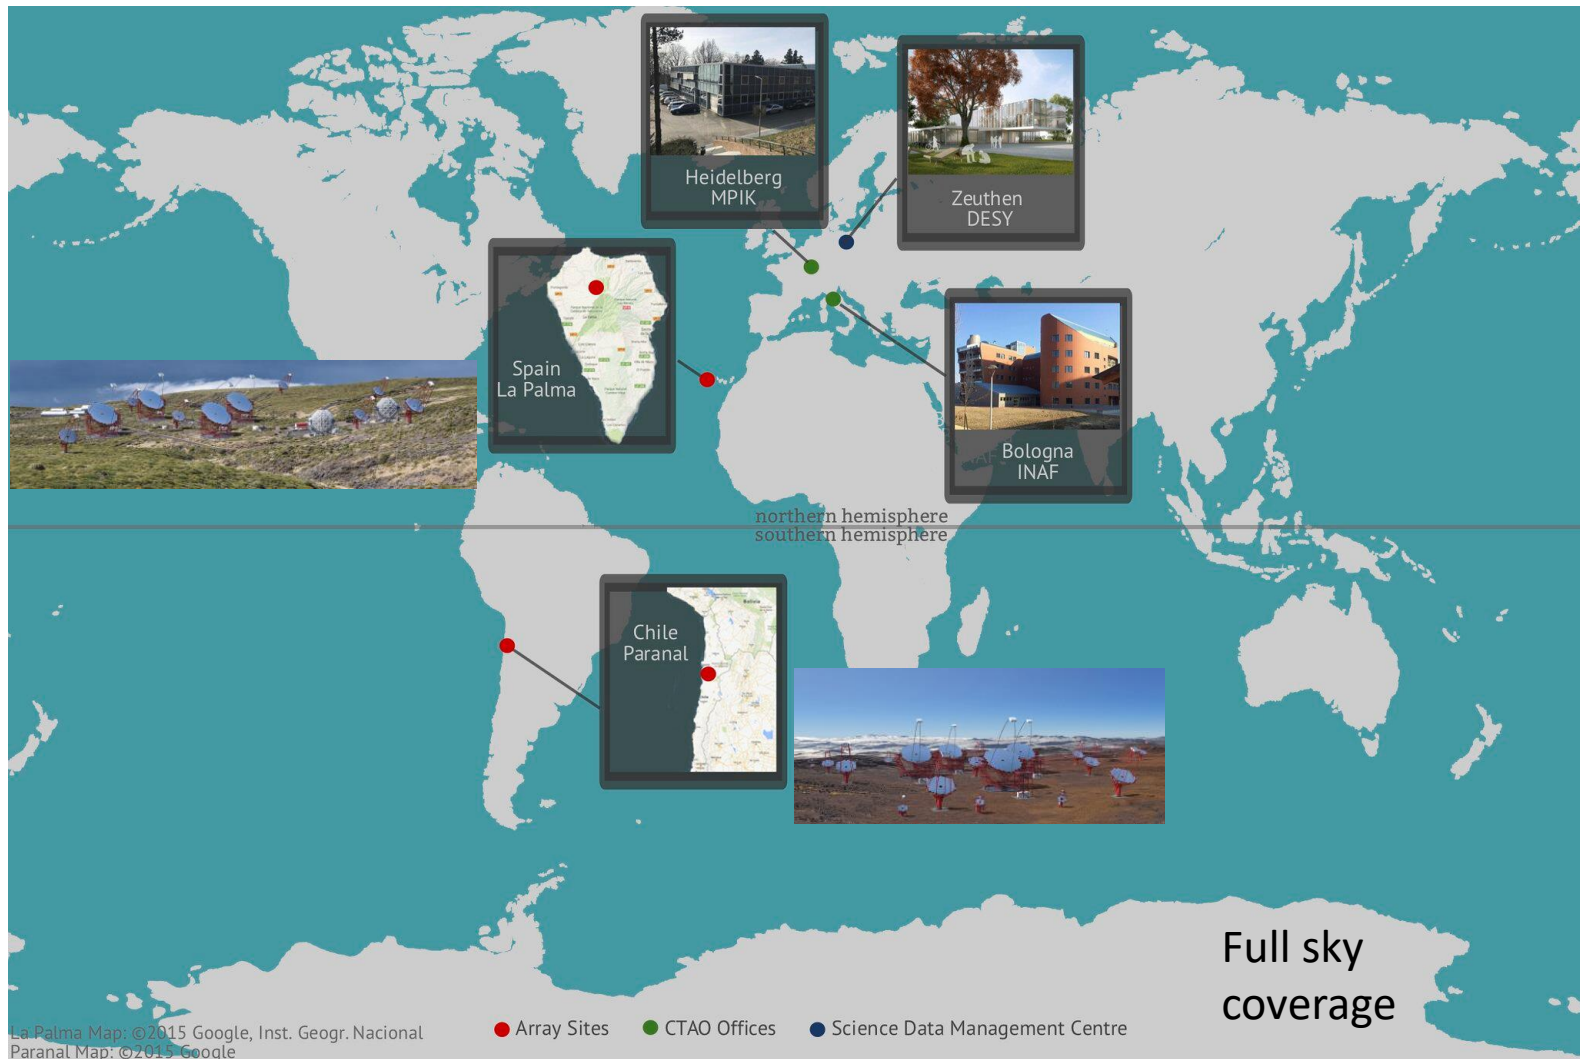 Heidelberg
MPIK
Zeuthen
DESY
Spain
La Palma
Bologna
INAF
northern hemisphere
southern hemisphere
Chile
Paranal
Bolivia
Full sky
coverage
La Palma Map: ©2015 Google, Inst. Geogr. Nacional
Paranal Map: ©2015 Google
Array Sites
CTAO Offices
Science Data Management Centre